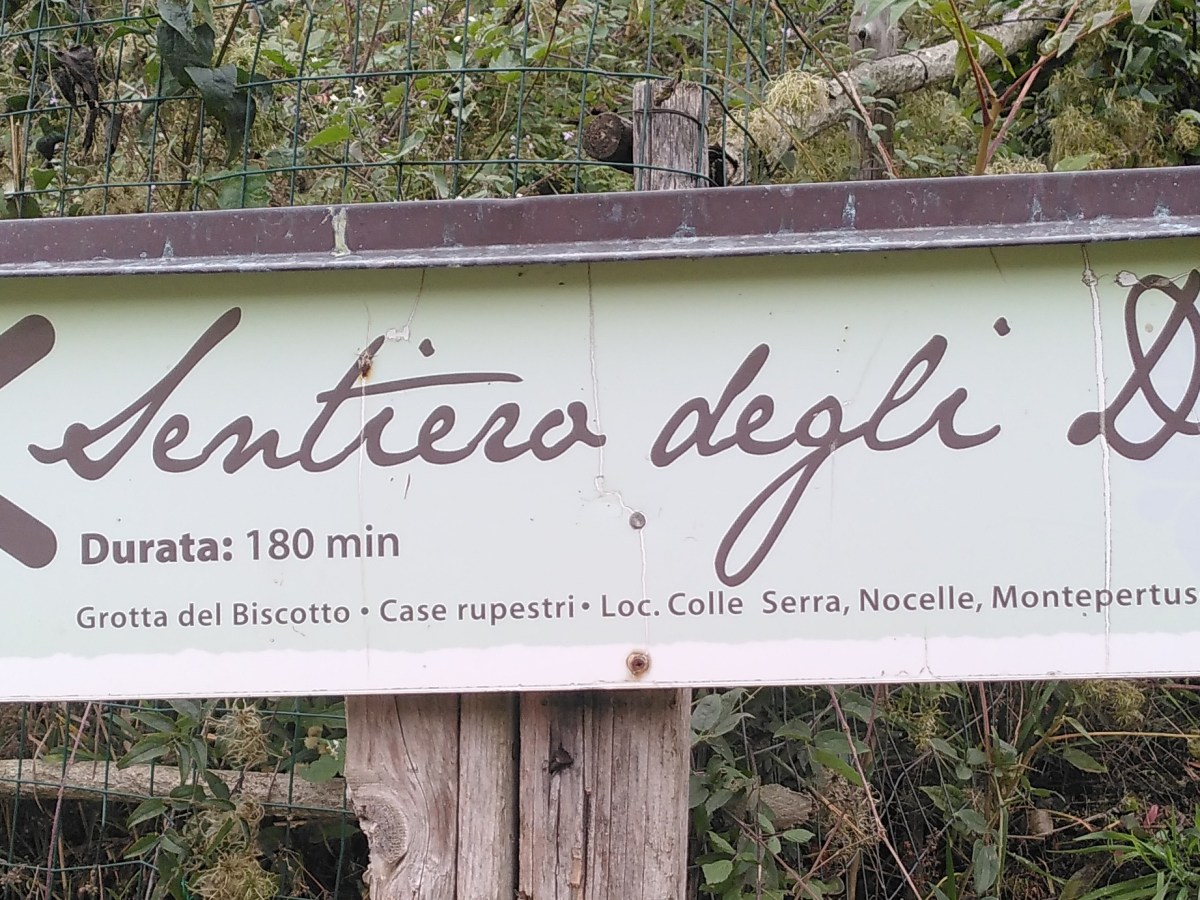 Sentiero degli D
Durata: 180 min
Grotta del Biscotto • Case rupestri • Loc. Colle Serra, Nocelle, Montepertus